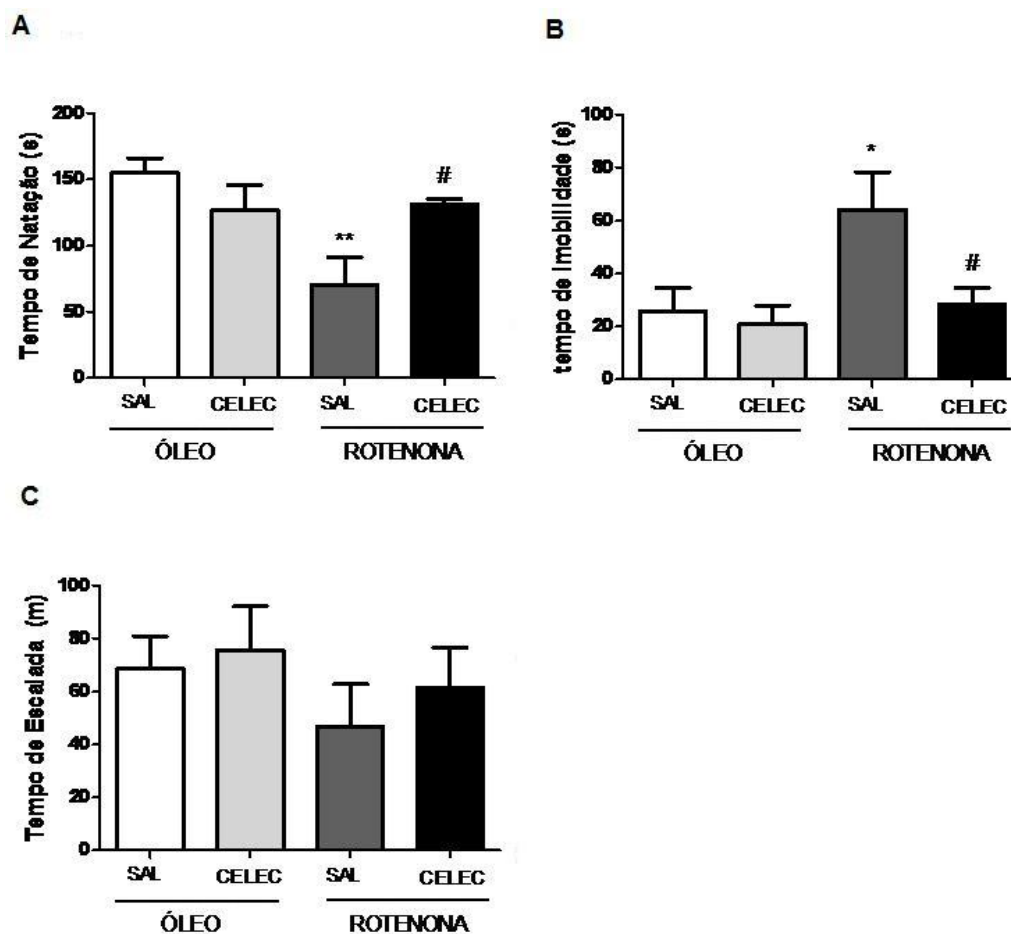 A
Tempo de Natação (s)
200
150
100
50
0
**
#
SAL CELEC SAL CELEC
ÓLEO ROTENONA
B
tempo de Imobilidade (s)
100
80
60
40
20
0
*
#
SAL CELEC SAL CELEC
ÓLEO ROTENONA
C
Tempo de Escalada (m)
100
80
60
40
20
0
SAL CELEC SAL CELEC
ÓLEO ROTENONA